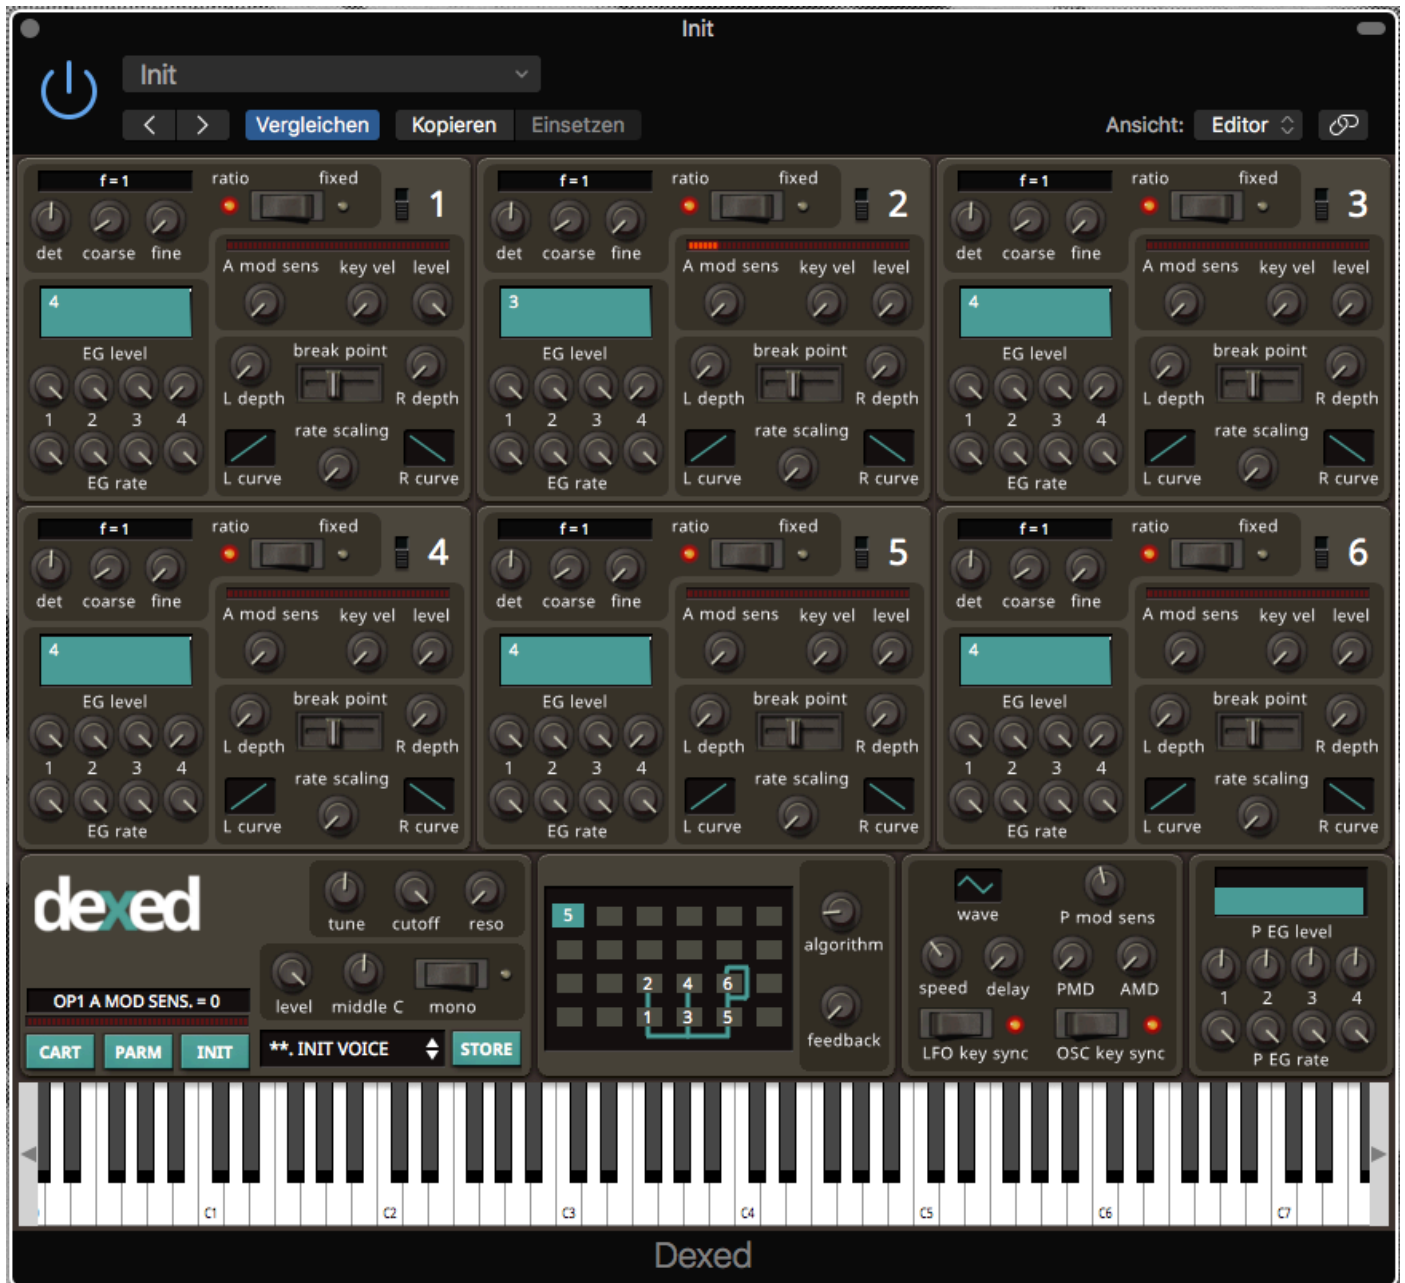 Init
Init
Vergleichen Kopieren Einsetzen Ansicht: Editor
f = 1 ratio fixed 1
det coarse fine
A mod sens key vel level
4
EG level
break point
L depth R depth
1 2 3 4
rate scaling
L curve R curve
EG rate
f = 1 ratio fixed 2
det coarse fine
A mod sens key vel level
3
EG level
break point
L depth R depth
1 2 3 4
rate scaling
L curve R curve
EG rate
f = 1 ratio fixed 3
det coarse fine
A mod sens key vel level
4
EG level
break point
L depth R depth
1 2 3 4
rate scaling
L curve R curve
EG rate
f = 1 ratio fixed 4
det coarse fine
A mod sens key vel level
4
EG level
break point
L depth R depth
1 2 3 4
rate scaling
L curve R curve
EG rate
f = 1 ratio fixed 5
det coarse fine
A mod sens key vel level
4
EG level
break point
L depth R depth
1 2 3 4
rate scaling
L curve R curve
EG rate
f = 1 ratio fixed 6
det coarse fine
A mod sens key vel level
4
EG level
break point
L depth R depth
1 2 3 4
rate scaling
L curve R curve
EG rate
dexed
tune cutoff reso
level middle C mono
OP1 A MOD SENS. = 0
CART PARM INIT **. INIT VOICE STORE
5
2 4 6
1 3 5
algorithm
feedback
wave P mod sens
speed delay PMD AMD
LFO key sync OSC key sync
P EG level
1 2 3 4
P EG rate
C1 C2 C3 C4 C5 C6 C7
Dexed